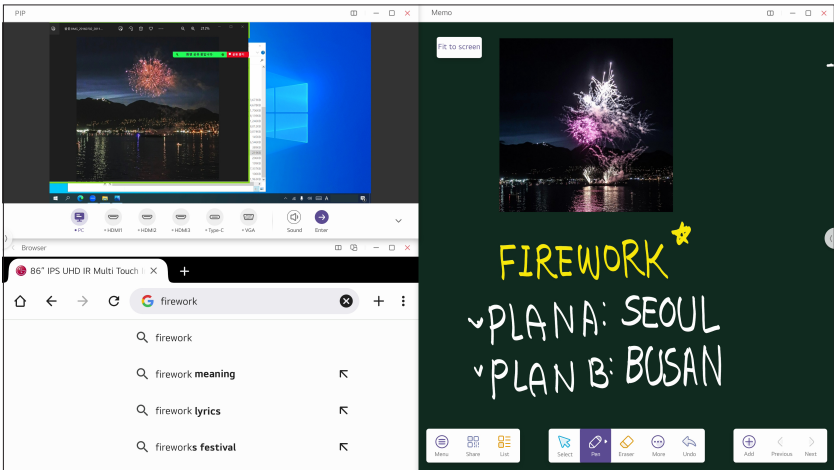 PIP
PC
HDMI1
HDMI2
HDMI3
Type-C
VGA
Sound
Enter
Browser
86" IPS UHD IR Multi Touch I
firework
firework
firework meaning
firework lyrics
fireworks festival
Memo
Fit to screen
FIREWORK
PLAN A: SEOUL
PLAN B: BUSAN
Menu
Share
List
Select
Pen
Eraser
More
Undo
Add
Previous
Next